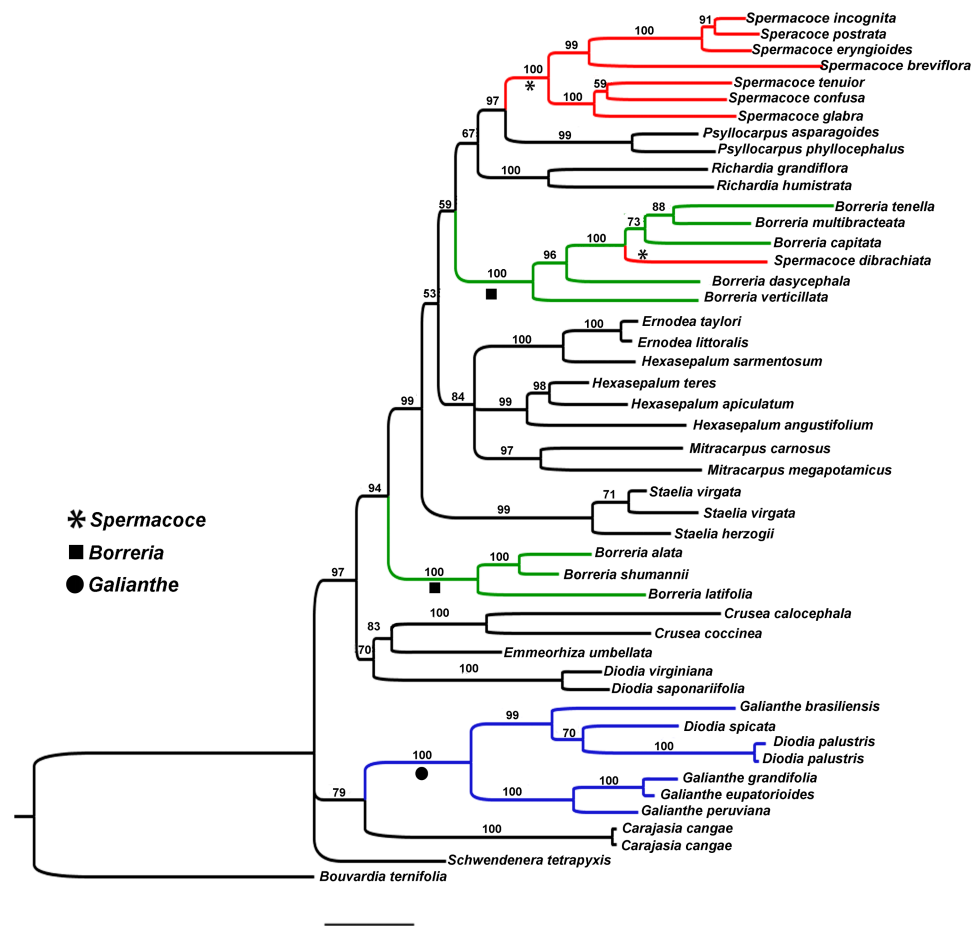 91 Spermacoce incognita
100 Speracoce postrata
99 Spermacoce eryngioides
Spermacoce breviflora
100
59 Spermacoce tenuior
97 100 Spermacoce confusa
Spermacoce glabra
67 99 Psyllocarpus asparagoides
Psyllocarpus phyllocephalus
100 Richardia grandiflora
Richardia humistrata
59 88 Borreria tenella
73 Borreria multibracteata
100 Borreria capitata
96 Spermacoce dibrachiata
100 Borreria dasycephala
Borreria verticillata
53
100 Ernodea taylori
100 Ernodea littoralis
Hexasepalum sarmentosum
98 Hexasepalum teres
84 99 Hexasepalum apiculatum
99 Hexasepalum angustifolium
97 Mitracarpus carnosus
Mitracarpus megapotamicus
94 71 Staelia virgata
99 Staelia virgata
Staelia herzogii
Spermacoce
Borreria
Galianthe
100 Borreria alata
97 100 Borreria shumannii
Borreria latifolia
100 Crusea calocephala
83 Crusea coccinea
70 Emmeorhiza umbellata
100 Diodia virginiana
Diodia saponariifolia
99 Galianthe brasiliensis
70 Diodia spicata
100 100 Diodia palustris
Diodia palustris
100 Galianthe grandifolia
79 100 Galianthe eupatorioides
Galianthe peruviana
100 Carajasia cangae
Carajasia cangae
Schwendenera tetrapyxis
Bouvardia ternifolia